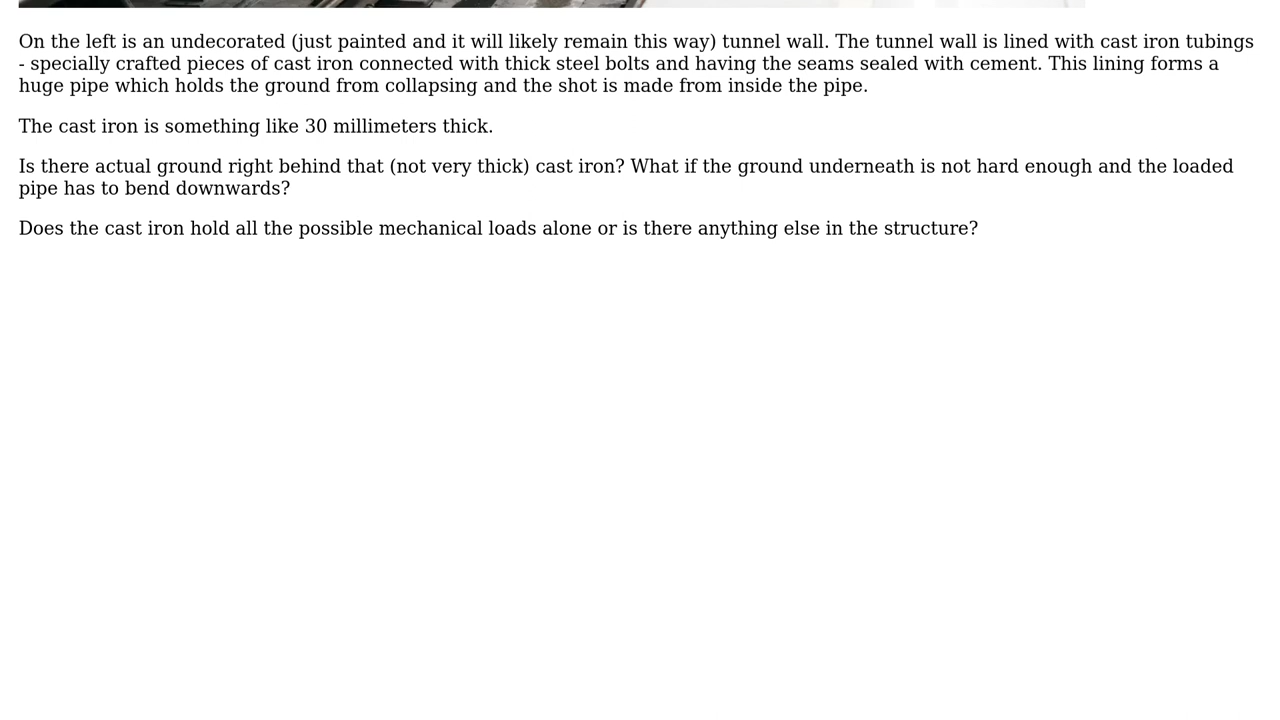 On the left is an undecorated (just painted and it will likely remain this way) tunnel wall. The tunnel wall is lined with cast iron tubings
- specially crafted pieces of cast iron connected with thick steel bolts and having the seams sealed with cement. This lining forms a
huge pipe which holds the ground from collapsing and the shot is made from inside the pipe.
The cast iron is something like 30 millimeters thick.
Is there actual ground right behind that (not very thick) cast iron? What if the ground underneath is not hard enough and the loaded
pipe has to bend downwards?
Does the cast iron hold all the possible mechanical loads alone or is there anything else in the structure?